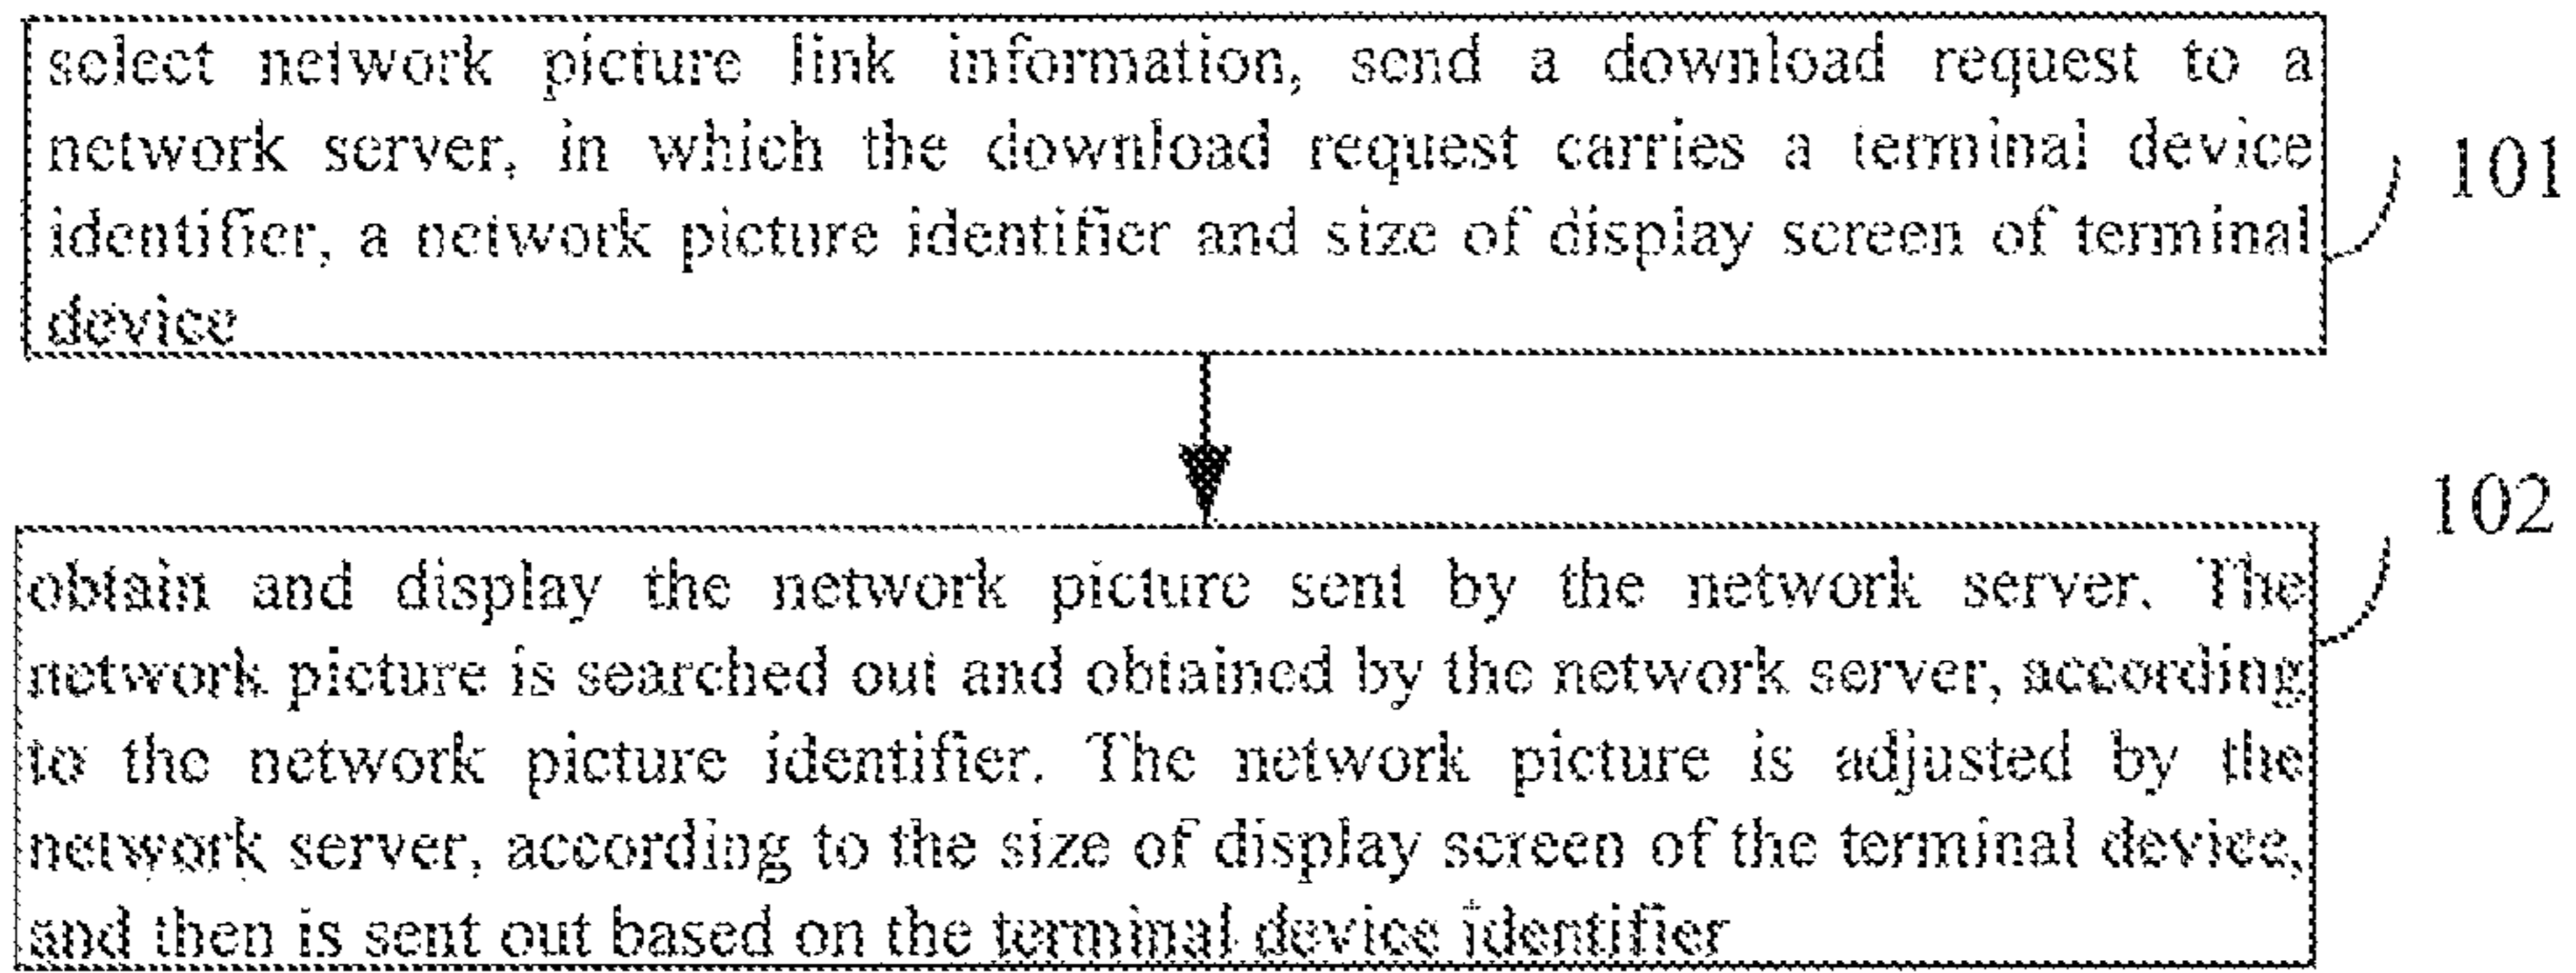 select network picture link information, send a download request to a
network server, in which the download request carries a terminal device
identifier, a network picture identifier and size of display screen of terminal
device
101
102
obtain and display the network picture sent by the network server. The
network picture is searched out and obtained by the network server, according
to the network picture identifier. The network picture is adjusted by the
network server, according to the size of display screen of the terminal device,
and then is sent out based on the terminal device identifier